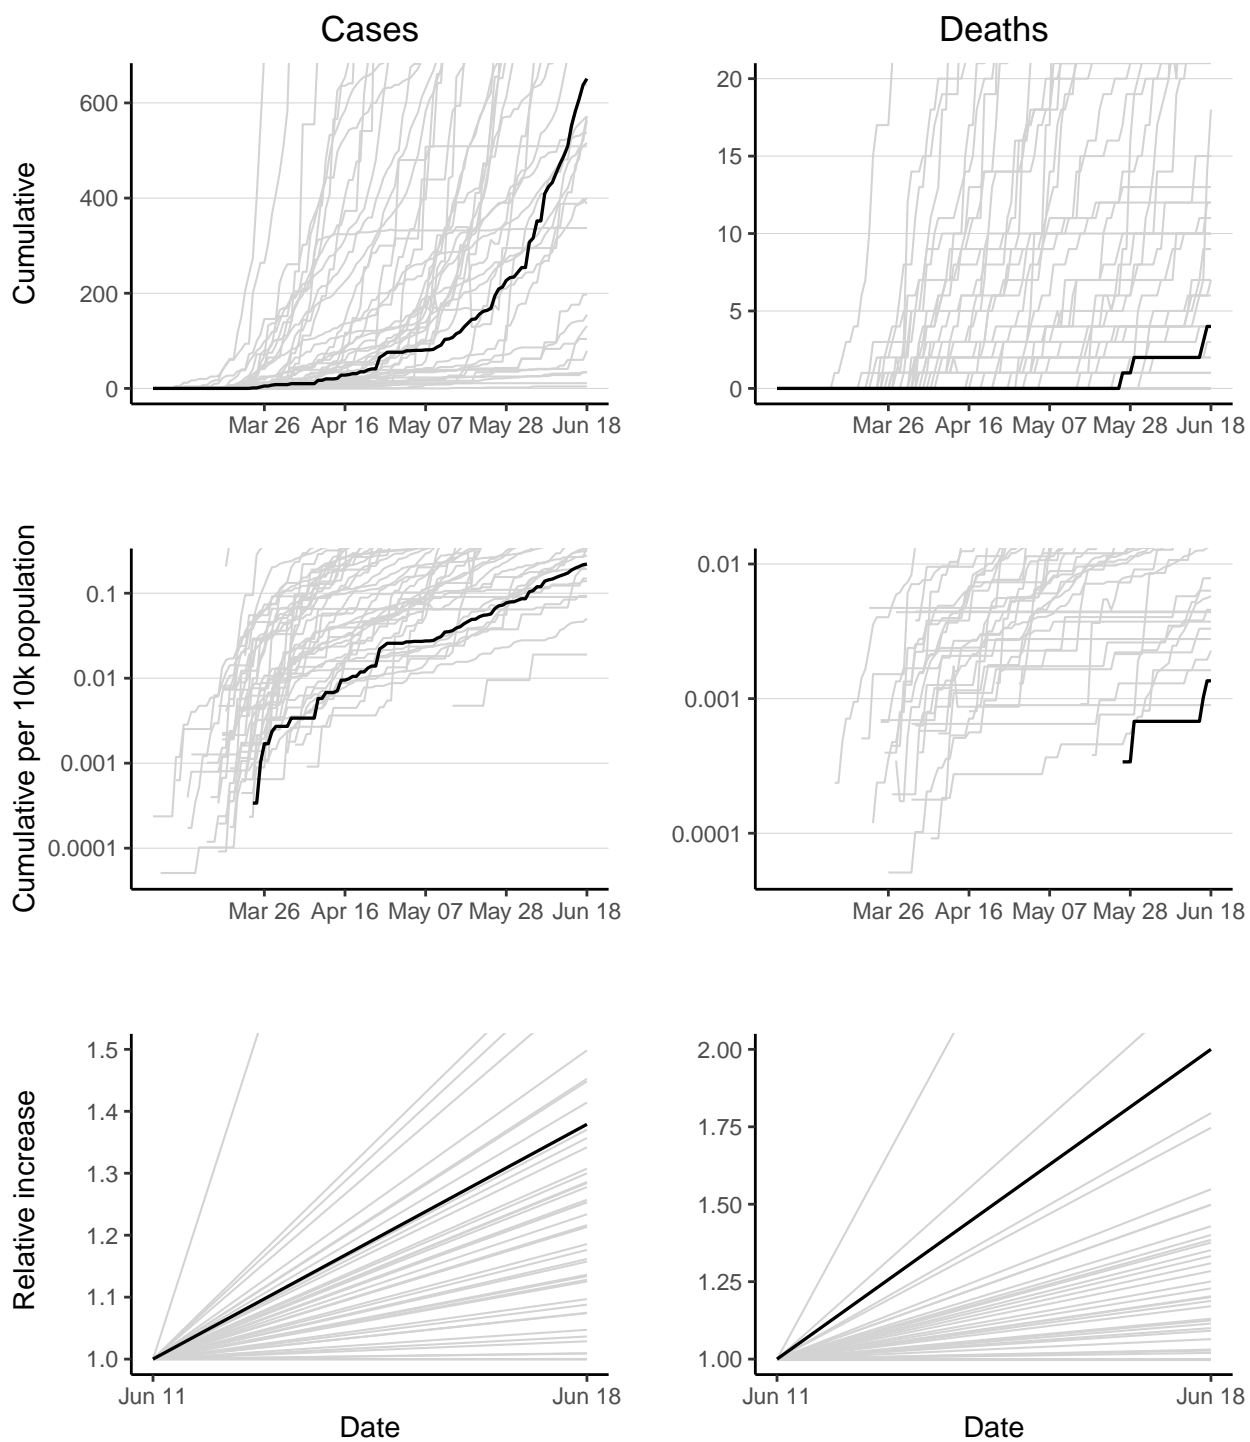 Cases
Deaths
Cumulative
600
400
200
0
Mar 26 Apr 16 May 07 May 28 Jun 18
20
15
10
5
0
Mar 26 Apr 16 May 07 May 28 Jun 18
Cumulative per 10k population
0.1
0.01
0.001
0.0001
Mar 26 Apr 16 May 07 May 28 Jun 18
0.01
0.001
0.0001
Mar 26 Apr 16 May 07 May 28 Jun 18
Relative increase
1.5
1.4
1.3
1.2
1.1
1.0
Jun 11 Jun 18
Date
2.00
1.75
1.50
1.25
1.00
Jun 11 Jun 18
Date